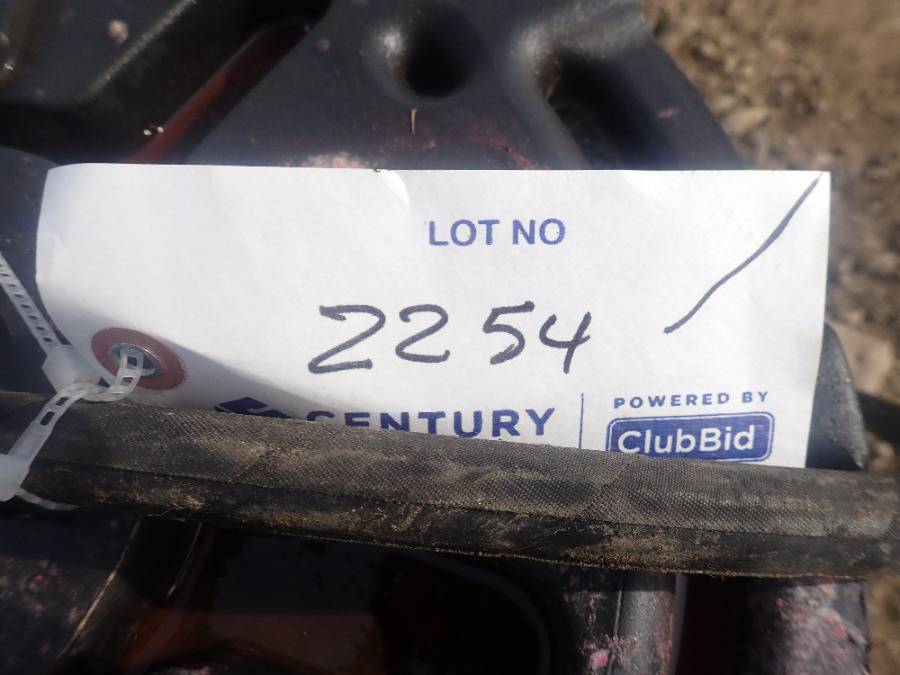 LOT NO
2254
CENTURY
POWERED BY
ClubBid